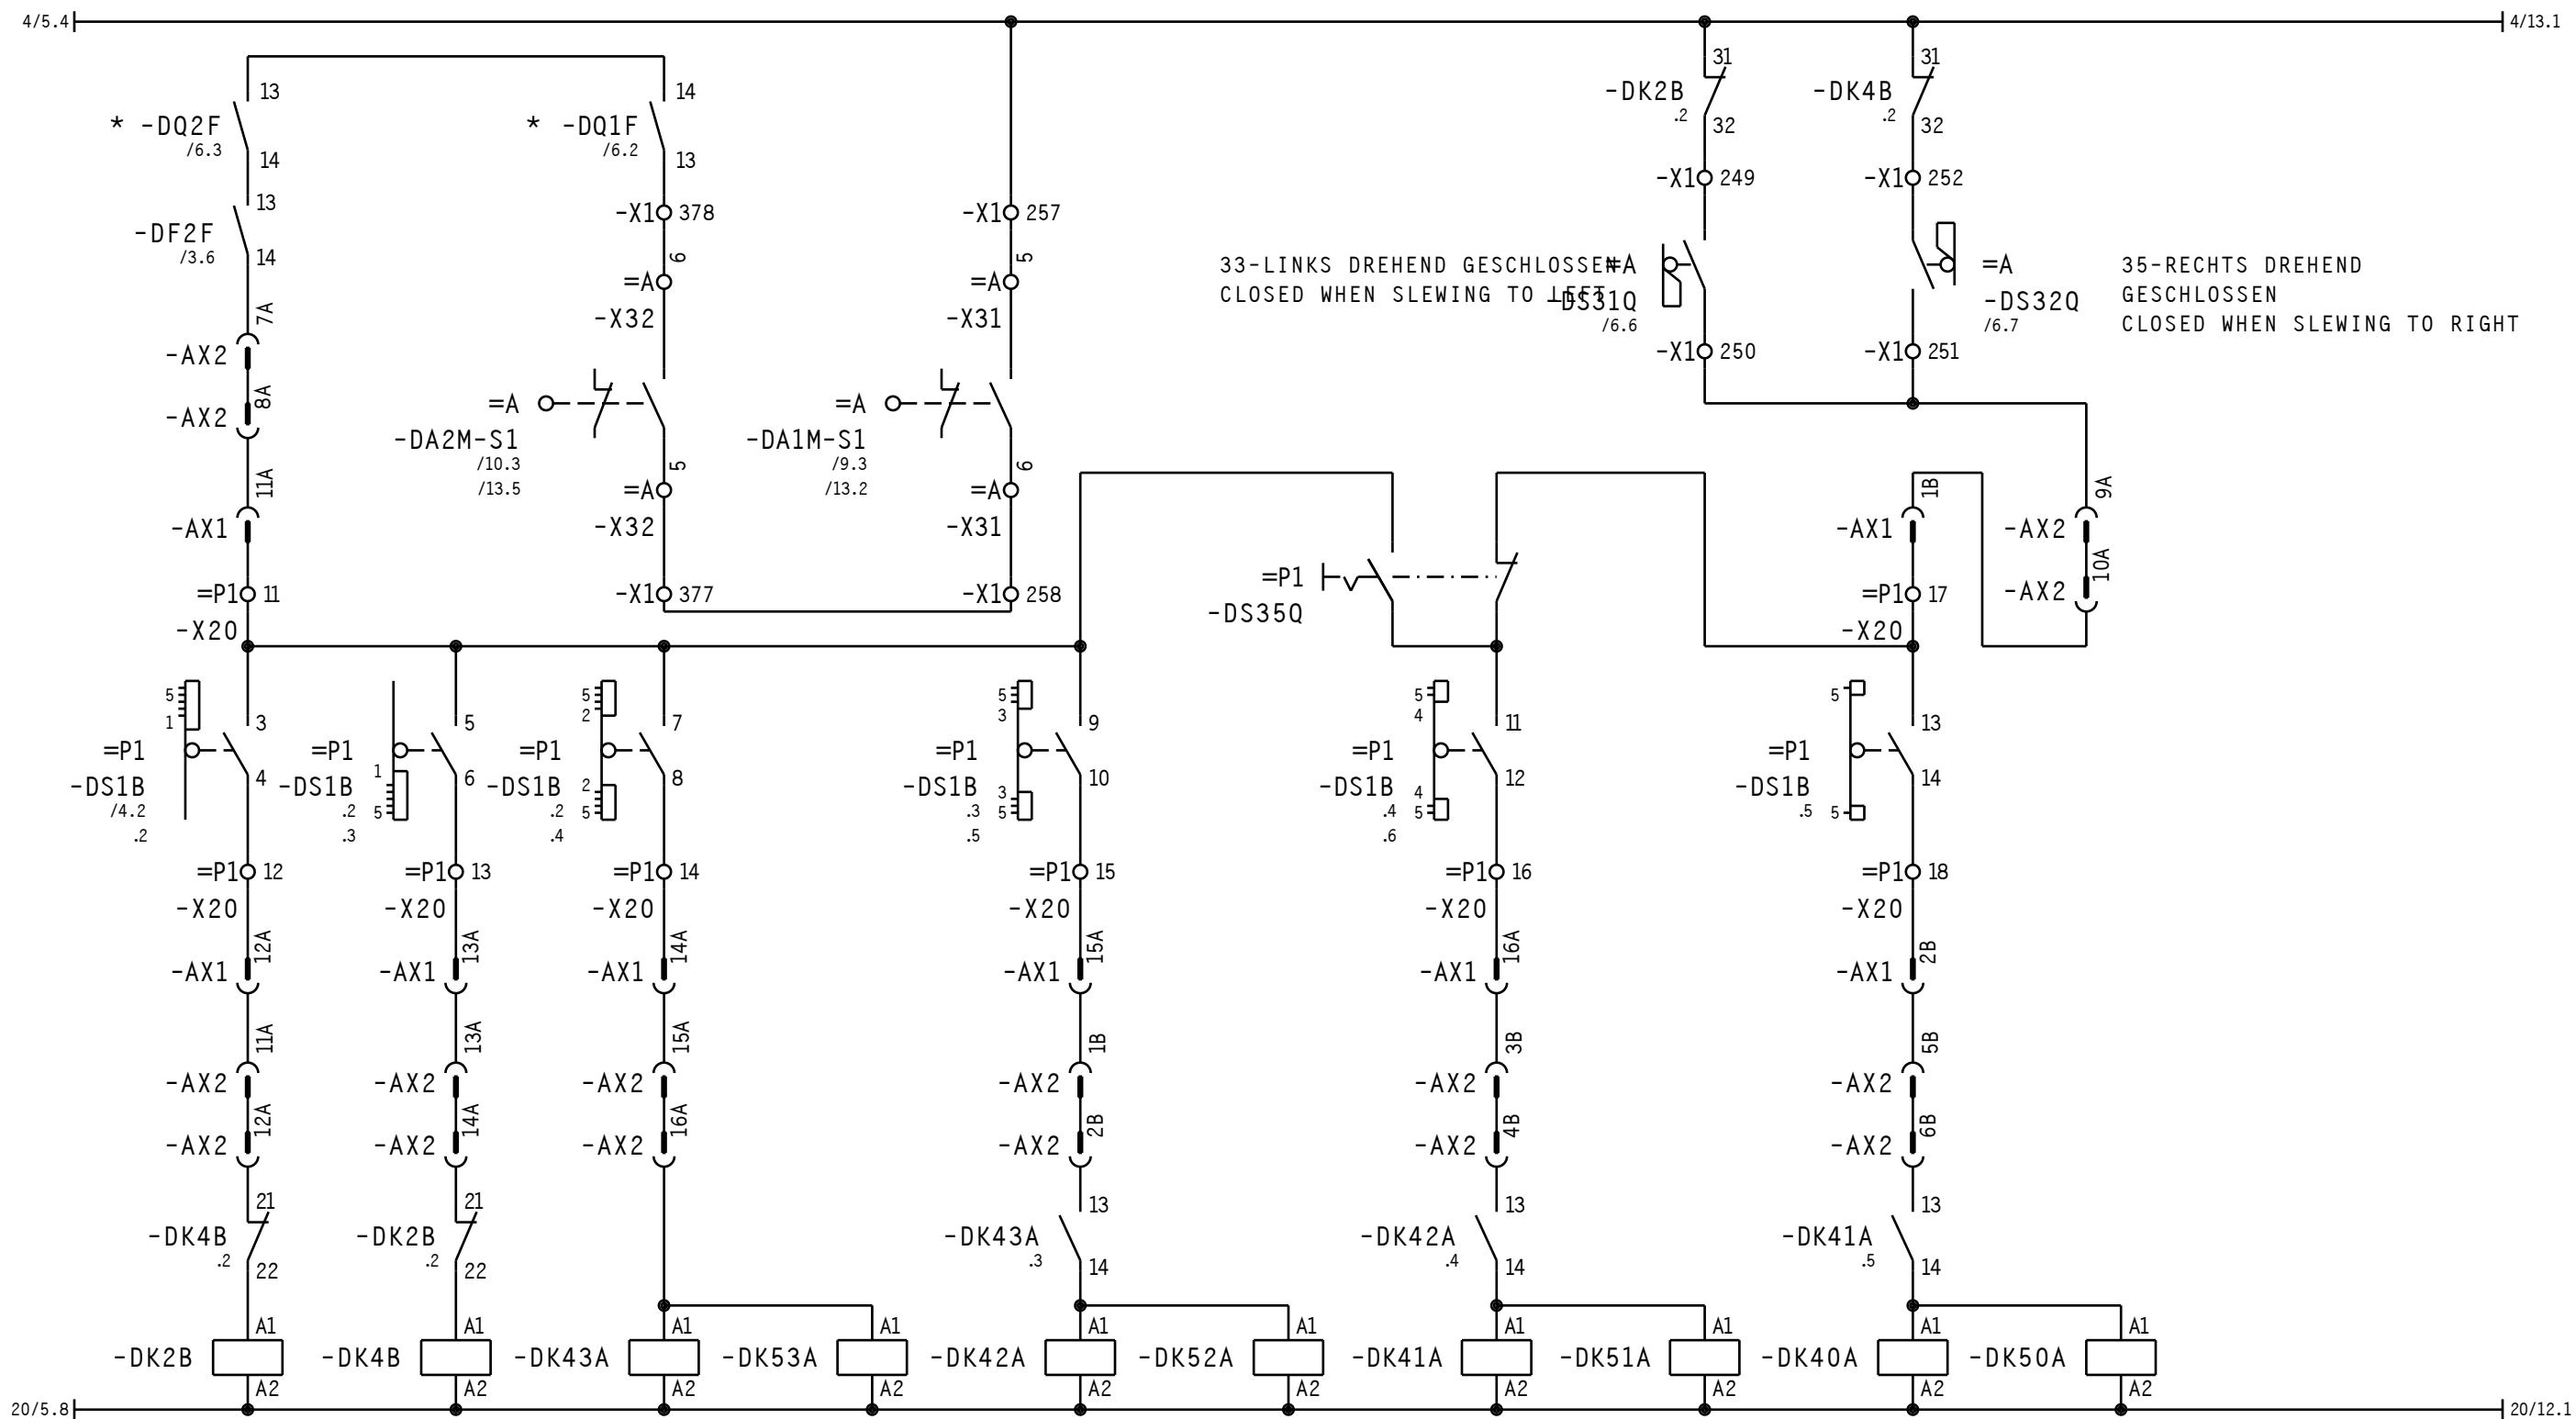 4/5.4
4/13.1
13
* -DQ2F
/6.3
14
13
-DF2F
/3.6
14
7A
-AX2
8A
-AX2
11A
-AX1
=P1 11
-X20
14
* -DQ1F
/6.2
13
-X1 378
6
=A
-X32
=A
-DA2M-S1
/10.3
/13.5
5
=A
-X32
-X1 377
-X1 257
5
=A
-X31
=A
-DA1M-S1
/9.3
/13.2
6
=A
-X31
-X1 258
31
-DK2B
.2
32
-X1 249
33-LINKS DREHEND GESCHLOSSEN
CLOSED WHEN SLEWING TO LEFT
=A
-DS31Q
/6.6
-X1 250
31
-DK4B
.2
32
-X1 252
=A
-DS32Q
/6.7
35-RECHTS DREHEND
GESCHLOSSEN
CLOSED WHEN SLEWING TO RIGHT
-X1 251
=P1
-DS35Q
1B
-AX1
=P1 17
-X20
9A
-AX2
10A
-AX2
5
1
3
=P1
-DS1B
/4.2
.2
4
=P1 12
-X20
12A
-AX1
11A
-AX2
12A
-AX2
21
-DK4B
.2
22
A1
-DK2B
A2
5
=P1
-DS1B
.2
.3
1
5
6
=P1 13
-X20
13A
-AX1
13A
-AX2
14A
-AX2
21
-DK2B
.2
22
A1
-DK4B
A2
5
2
7
=P1
-DS1B
.2
.4
2
5
8
=P1 14
-X20
14A
-AX1
15A
-AX2
16A
-AX2
A1
-DK43A
A2
A1
-DK53A
A2
5
3
9
=P1
-DS1B
.3
.5
3
5
10
=P1 15
-X20
15A
-AX1
1B
-AX2
2B
-AX2
13
-DK43A
.3
14
A1
-DK42A
A2
A1
-DK52A
A2
5
4
11
=P1
-DS1B
.4
.6
4
5
12
=P1 16
-X20
16A
-AX1
3B
-AX2
4B
-AX2
13
-DK42A
.4
14
A1
-DK41A
A2
A1
-DK51A
A2
5
13
=P1
-DS1B
.5
5
14
=P1 18
-X20
2B
-AX1
5B
-AX2
6B
-AX2
13
-DK41A
.5
14
A1
-DK40A
A2
A1
-DK50A
A2
20/5.8
20/12.1